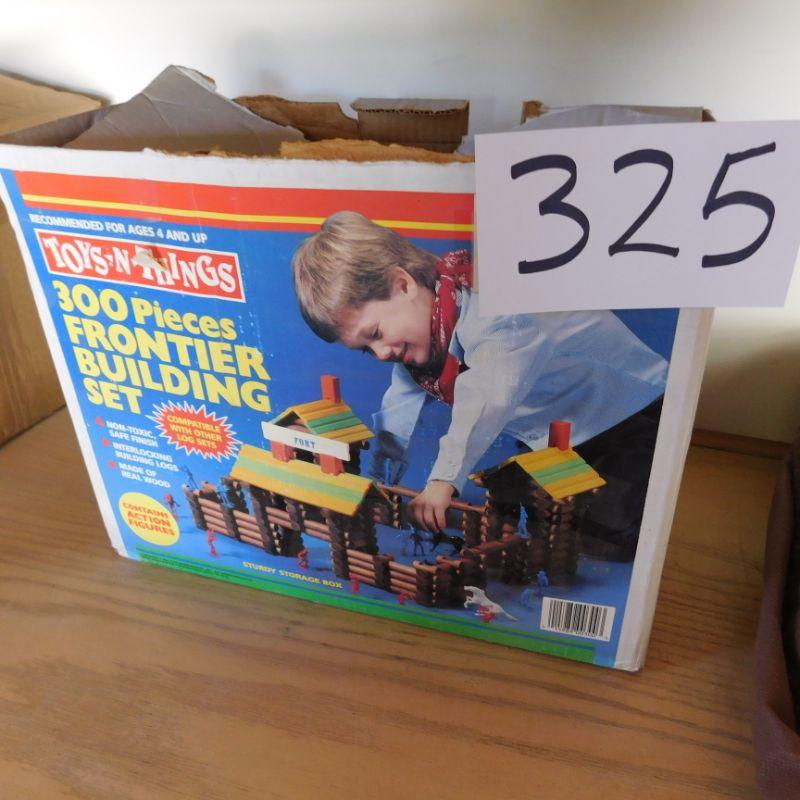 325
RECOMMENDED FOR AGES 4 AND UP
TOYS-N-THINGS
300 Pieces
FRONTIER
BUILDING
SET
NON-TOXIC,
SAFE FINISH
INTERLOCKING
BUILDING LOGS
MADE OF
REAL WOOD
COMPATIBLE
WITH OTHER
LOG SETS
FORT
CONTAINS
ACTION
FIGURES
STURDY STORAGE BOX